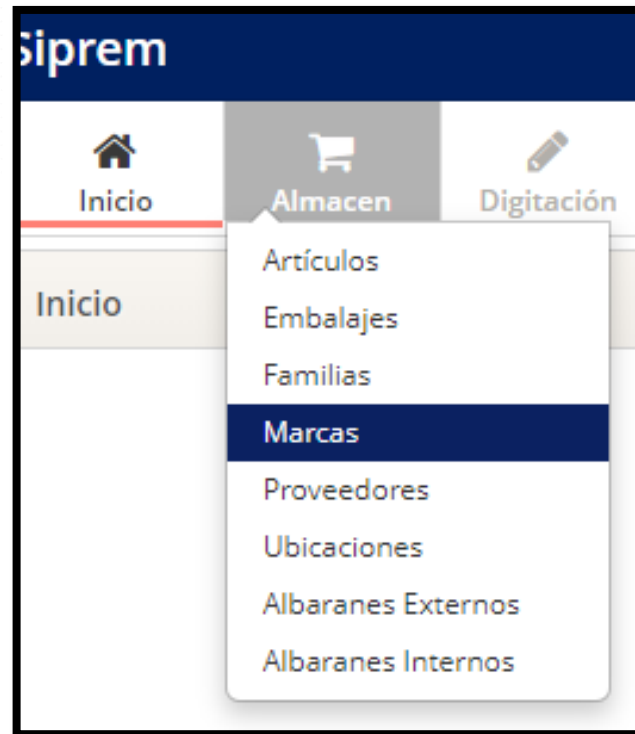 Siprem
Inicio
Almacen
Digitación
Inicio
Artículos
Embalajes
Familias
Marcas
Proveedores
Ubicaciones
Albaranes Externos
Albaranes Internos